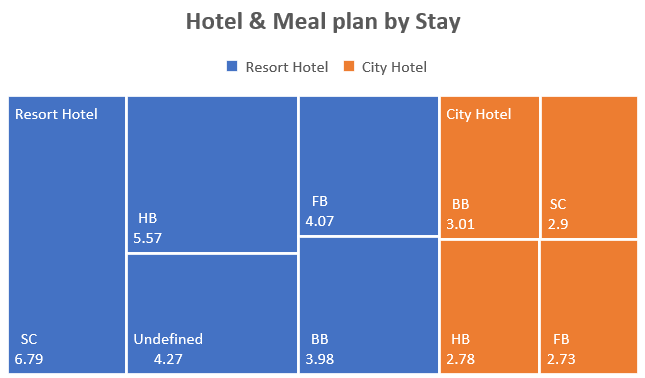 Hotel & Meal plan by Stay
Resort Hotel City Hotel
Resort Hotel
SC
6.79
HB
5.57
Undefined
4.27
FB
4.07
BB
3.98
City Hotel
BB
3.01
SC
2.9
HB
2.78
FB
2.73